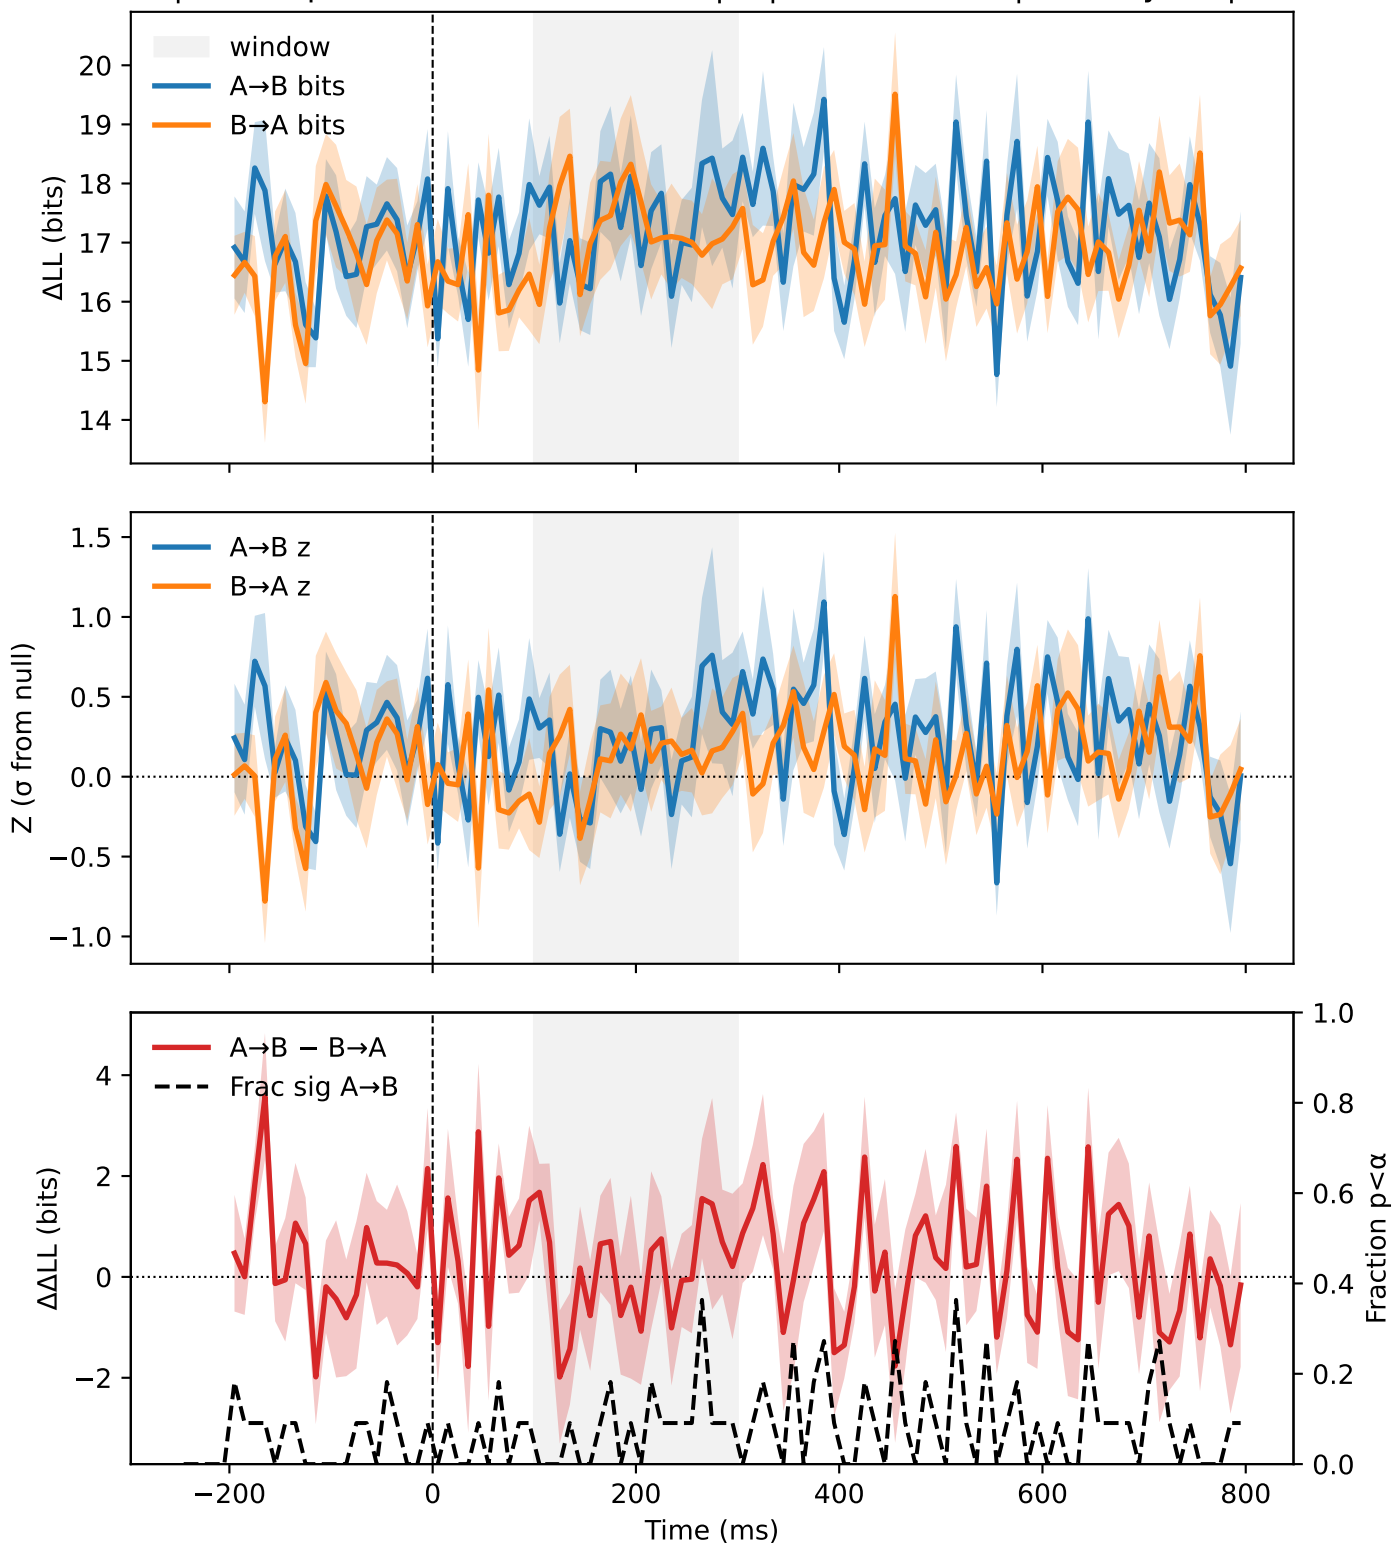 window
A→B bits
B→A bits
20
19
18
17
16
15
14
ΔLL (bits)
A→B z
B→A z
1.5
1.0
0.5
0.0
−0.5
−1.0
Z (σ from null)
A→B − B→A
Frac sig A→B
4
2
0
−2
ΔΔLL (bits)
1.0
0.8
0.6
0.4
0.2
0.0
Fraction p<α
−200 0 200 400 600 800
Time (ms)